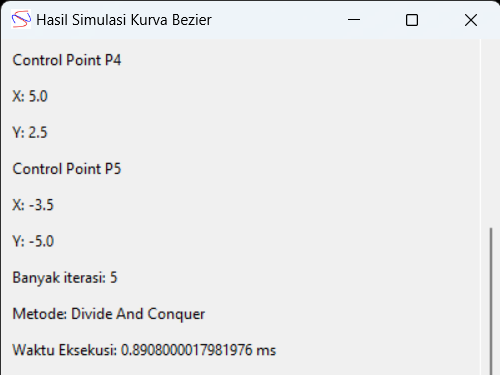 Hasil Simulasi Kurva Bezier
Control Point P4
X: 5.0
Y: 2.5
Control Point P5
X: -3.5
Y: -5.0
Banyak iterasi: 5
Metode: Divide And Conquer
Waktu Eksekusi: 0.8908000017981976 ms